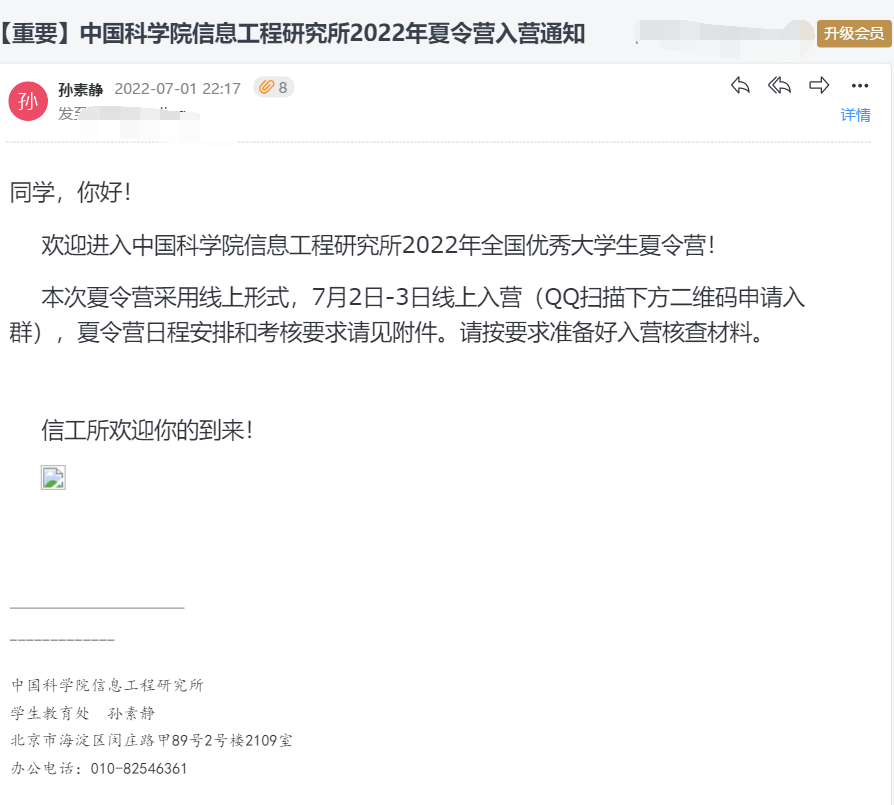 【重要】中国科学院信息工程研究所2022年夏令营入营通知
升级会员
孙
孙素静 2022-07-01 22:17 8
发至
详情
同学，你好！
欢迎进入中国科学院信息工程研究所2022年全国优秀大学生夏令营！
本次夏令营采用线上形式，7月2日-3日线上入营（QQ扫描下方二维码申请入
群），夏令营日程安排和考核要求请见附件。请按要求准备好入营核查材料。
信工所欢迎你的到来！
中国科学院信息工程研究所
学生教育处 孙素静
北京市海淀区闵庄路甲89号2号楼2109室
办公电话：010-82546361